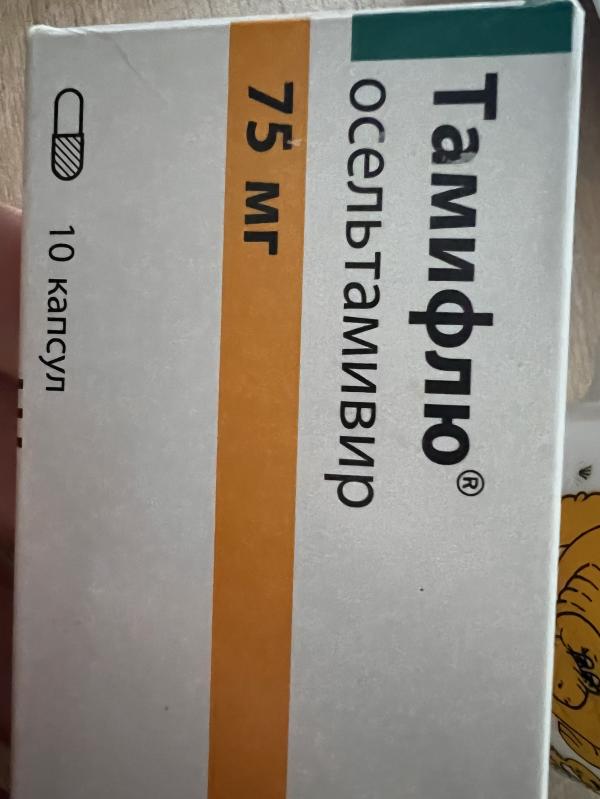 Тамифлю®
осельтамивир
75 мг
10 капсул